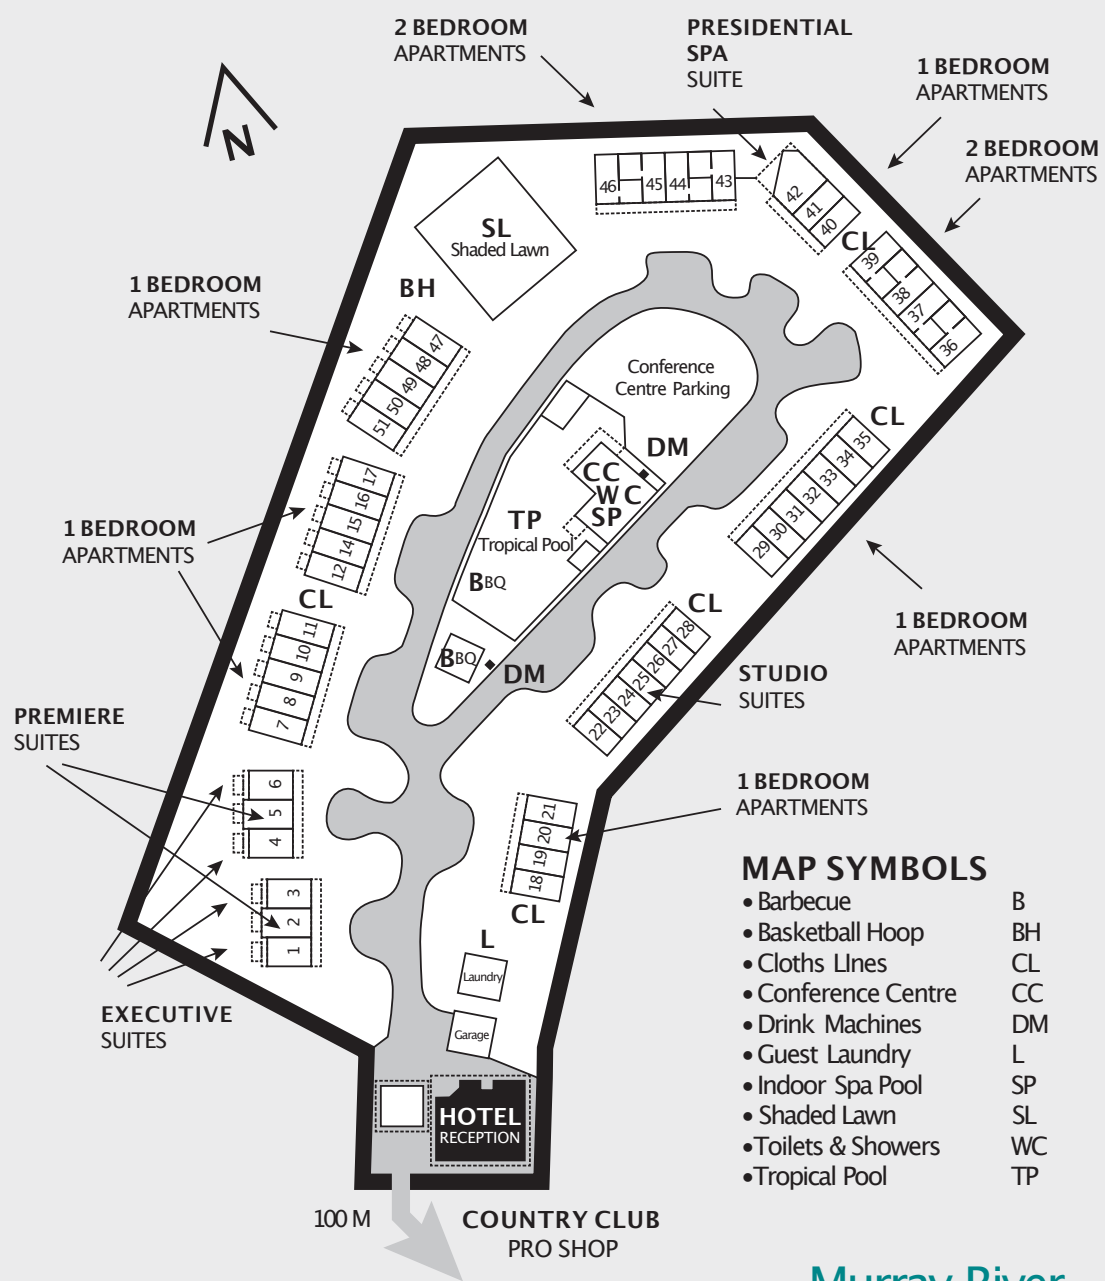 2 BEDROOM
APARTMENTS
PRESIDENTIAL
SPA
SUITE
1 BEDROOM
APARTMENTS
2 BEDROOM
APARTMENTS
N
46
45
44
43
42
41
40
CL
39
38
37
36
SL
Shaded Lawn
BH
1 BEDROOM
APARTMENTS
47
48
49
50
51
Conference
Centre Parking
CL
35
34
33
32
31
30
29
DM
CC
WC
SP
TP
Tropical Pool
BBQ
BBQ
DM
17
16
15
14
12
1 BEDROOM
APARTMENTS
CL
11
10
9
8
7
CL
28
27
26
25
24
23
22
1 BEDROOM
APARTMENTS
STUDIO
SUITES
PREMIERE
SUITES
6
5
4
3
2
1
EXECUTIVE
SUITES
1 BEDROOM
APARTMENTS
21
20
19
18
CL
L
Laundry
Garage
HOTEL
RECEPTION
100 M
COUNTRY CLUB
PRO SHOP
MAP SYMBOLS
• Barbecue B
• Basketball Hoop BH
• Cloths LInes CL
• Conference Centre CC
• Drink Machines DM
• Guest Laundry L
• Indoor Spa Pool SP
• Shaded Lawn SL
• Toilets & Showers WC
• Tropical Pool TP
Murray River